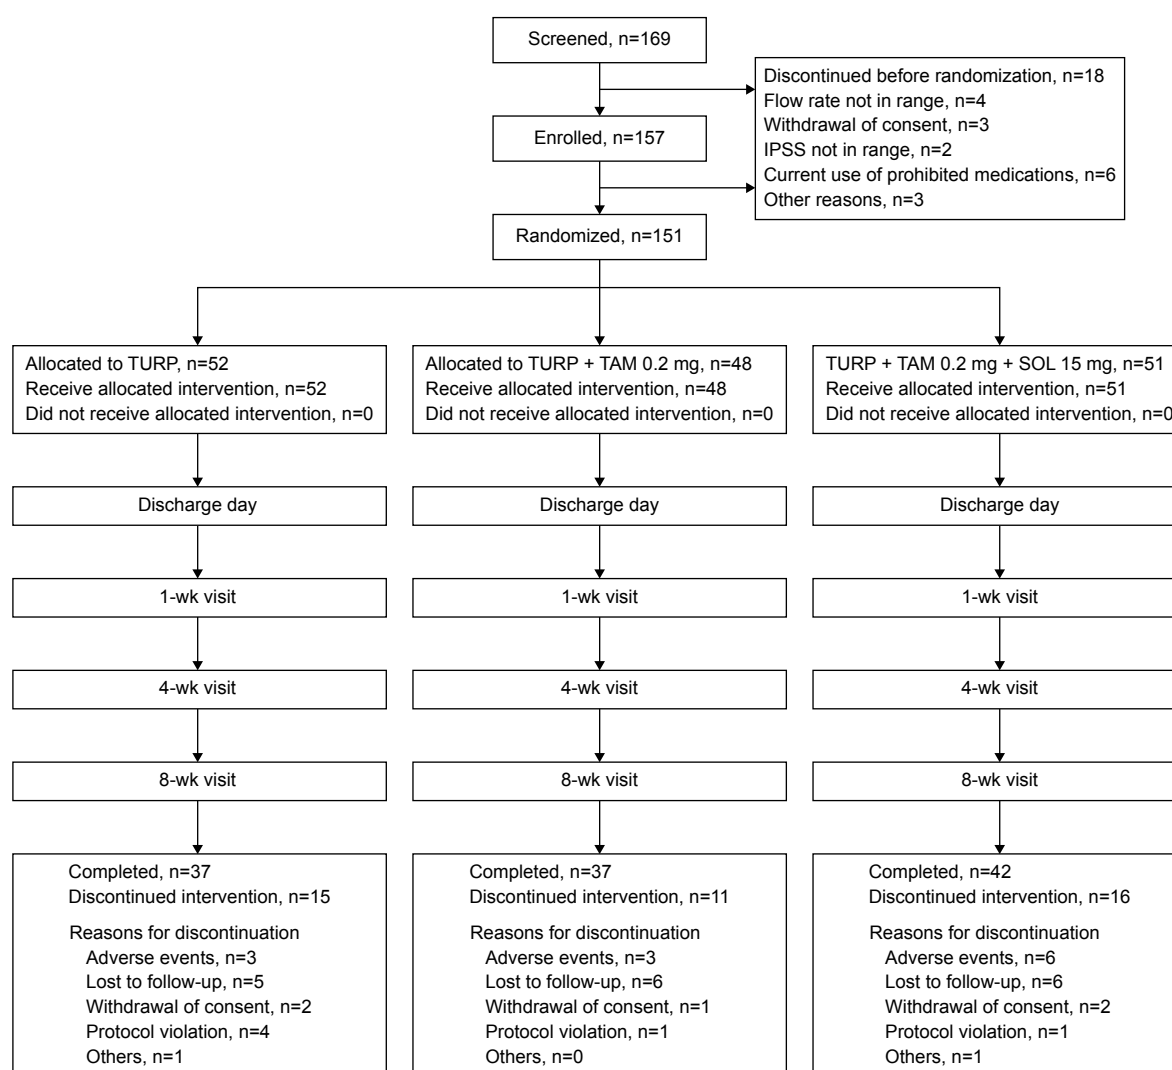 Screened, n=169
Discontinued before randomization, n=18
Flow rate not in range, n=4
Withdrawal of consent, n=3
IPSS not in range, n=2
Current use of prohibited medications, n=6
Other reasons, n=3
Enrolled, n=157
Randomized, n=151
Allocated to TURP, n=52
Receive allocated intervention, n=52
Did not receive allocated intervention, n=0
Allocated to TURP + TAM 0.2 mg, n=48
Receive allocated intervention, n=48
Did not receive allocated intervention, n=0
TURP + TAM 0.2 mg + SOL 15 mg, n=51
Receive allocated intervention, n=51
Did not receive allocated intervention, n=0
Discharge day
Discharge day
Discharge day
1-wk visit
1-wk visit
1-wk visit
4-wk visit
4-wk visit
4-wk visit
8-wk visit
8-wk visit
8-wk visit
Completed, n=37
Discontinued intervention, n=15
Reasons for discontinuation
Adverse events, n=3
Lost to follow-up, n=5
Withdrawal of consent, n=2
Protocol violation, n=4
Others, n=1
Completed, n=37
Discontinued intervention, n=11
Reasons for discontinuation
Adverse events, n=3
Lost to follow-up, n=6
Withdrawal of consent, n=1
Protocol violation, n=1
Others, n=0
Completed, n=42
Discontinued intervention, n=16
Reasons for discontinuation
Adverse events, n=6
Lost to follow-up, n=6
Withdrawal of consent, n=2
Protocol violation, n=1
Others, n=1